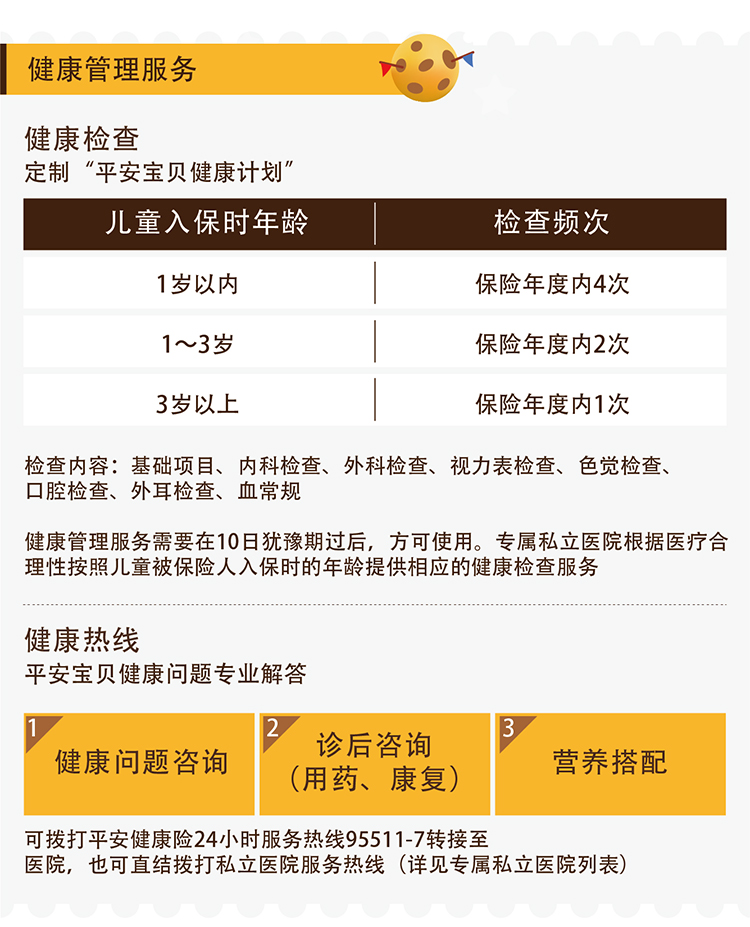 健康管理服务
健康检查
定制“平安宝贝健康计划”
儿童入保时年龄 检查频次
1岁以内 保险年度内4次
1～3岁 保险年度内2次
3岁以上 保险年度内1次
检查内容：基础项目、内科检查、外科检查、视力表检查、色觉检查、
口腔检查、外耳检查、血常规
健康管理服务需要在10日犹豫期过后，方可使用。专属私立医院根据医疗合
理性按照儿童被保险人入保时的年龄提供相应的健康检查服务
健康热线
平安宝贝健康问题专业解答
1 健康问题咨询
2 诊后咨询
（用药、康复）
3 营养搭配
可拨打平安健康险24小时服务热线95511-7转接至
医院，也可直结拨打私立医院服务热线（详见专属私立医院列表）